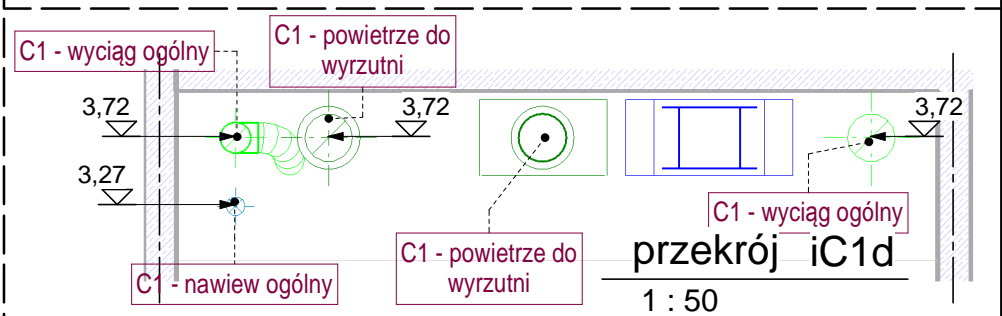 C1 - wyciąg ogólny
C1 - powietrze do
wyrzutni
3,72
3,72
3,72
3,27
C1 - nawiew ogólny
C1 - powietrze do
wyrzutni
C1 - wyciąg ogólny
przekrój iC1d
1 : 50